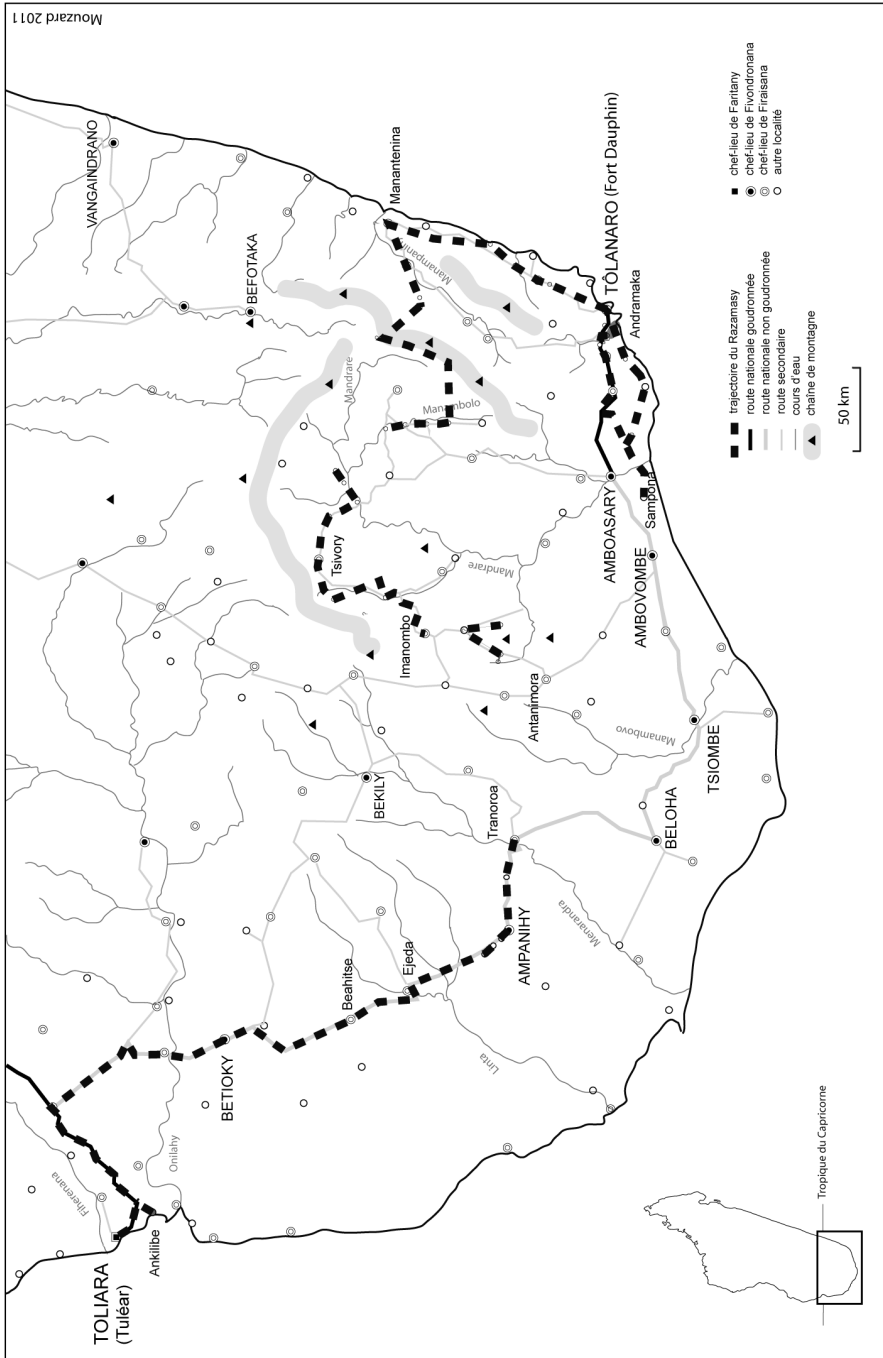 Mouzard 2011
VANGAINDRANO
BEFOTAKA
Manantenina
Manampanihy
TÔLANARO (Fort Dauphin)
Andramaka
Mandrare
Manambolo
Tsivory
AMBOASARY
Sampona
Mandrare
AMBOVOMBE
Imanombo
Antanimora
Manambovo
TSIOMBE
BEKILY
Tranoroa
BELOHA
Menarandra
AMPANIHY
Ejeda
Beahitse
Linta
BETIOKY
Onilahy
Fiherenana
Ankilibe
TOLIARA
(Tuléar)
Tropique du Capricorne
trajectoire du Razamasy
route nationale goudronnée
route nationale non goudronnée
route secondaire
cours d'eau
chaîne de montagne
chef-lieu de Faritany
chef-lieu de Fivondronana
chef-lieu de Firaisana
autre localité
50 km